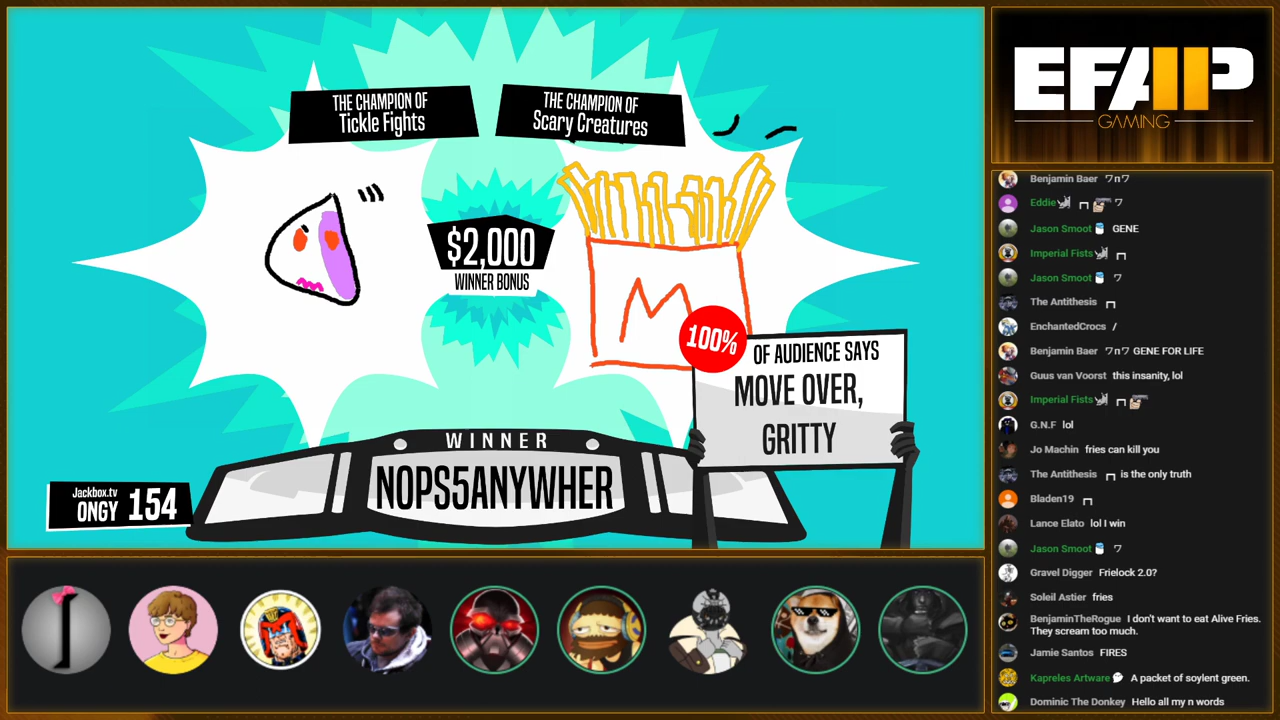 THE CHAMPION OF
Tickle Fights
THE CHAMPION OF
Scary Creatures
$2,000
WINNER BONUS
M
100%
OF AUDIENCE SAYS
MOVE OVER,
GRITTY
WINNER
NOPS5ANYWHER
Jackbox.tv
ONGY
154
EFAP
GAMING
Benjamin Baer ワπワ
Eddie ┌┐ ワ
Jason Smoot GENE
Imperial Fists ┌┐
Jason Smoot ワ
The Antithesis ┌┐
EnchantedCrocs /
Benjamin Baer ワπワ GENE FOR LIFE
Guus van Voorst this insanity, lol
Imperial Fists ┌┐
G.N.F lol
Jo Machin fries can kill you
The Antithesis ┌┐ is the only truth
Bladen19 ┌┐
Lance Elato lol I win
Jason Smoot ワ
Gravel Digger Frielock 2.0?
Soleil Astier fries
BenjaminTheRogue I don't want to eat Alive Fries.
They scream too much.
Jamie Santos FIRES
Kapreles Artware A packet of soylent green.
Dominic The Donkey Hello all my n words